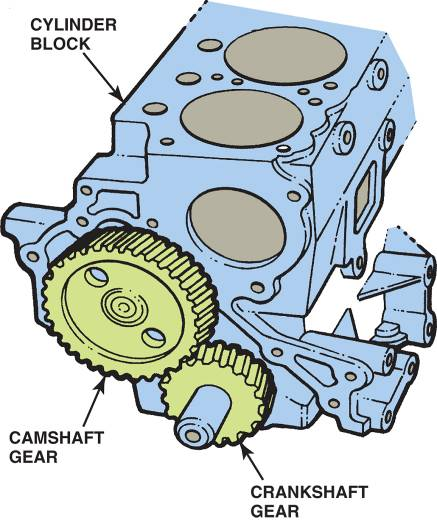 CYLINDER
BLOCK
CAMSHAFT
GEAR
CRANKSHAFT
GEAR